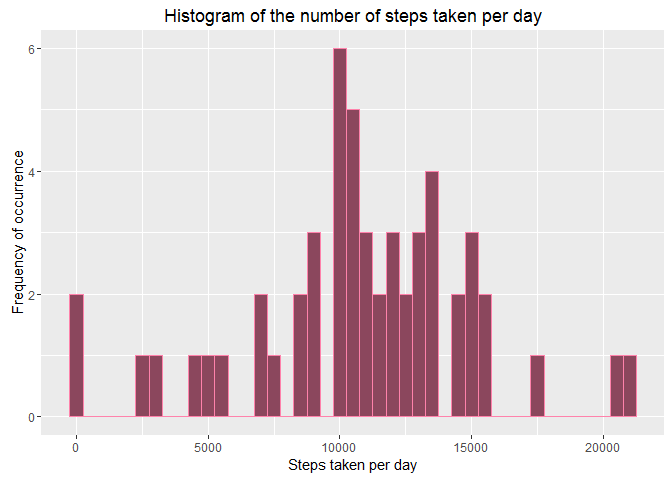 Histogram of the number of steps taken per day
Frequency of occurrence
6
4
2
0
0 5000 10000 15000 20000
Steps taken per day